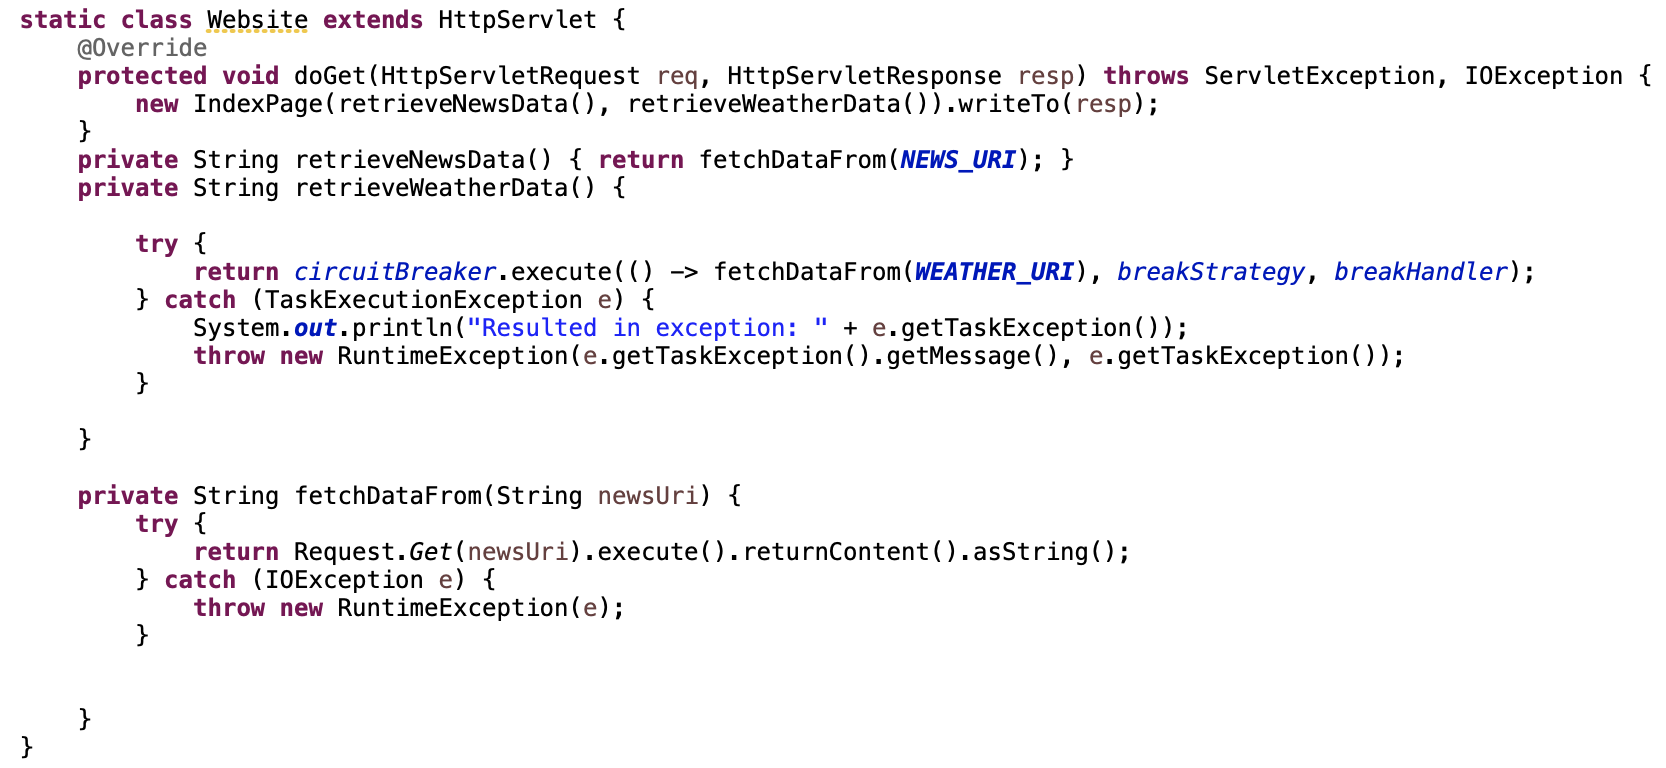 static class Website extends HttpServlet {
    @Override
    protected void doGet(HttpServletRequest req, HttpServletResponse resp) throws ServletException, IOException {
        new IndexPage(retrieveNewsData(), retrieveWeatherData()).writeTo(resp);
    }
    private String retrieveNewsData() { return fetchDataFrom(NEWS_URI); }
    private String retrieveWeatherData() {

        try {
            return circuitBreaker.execute(() -> fetchDataFrom(WEATHER_URI), breakStrategy, breakHandler);
        } catch (TaskExecutionException e) {
            System.out.println("Resulted in exception: " + e.getTaskException());
            throw new RuntimeException(e.getTaskException().getMessage(), e.getTaskException());
        }

    }

    private String fetchDataFrom(String newsUri) {
        try {
            return Request.Get(newsUri).execute().returnContent().asString();
        } catch (IOException e) {
            throw new RuntimeException(e);
        }


    }
}